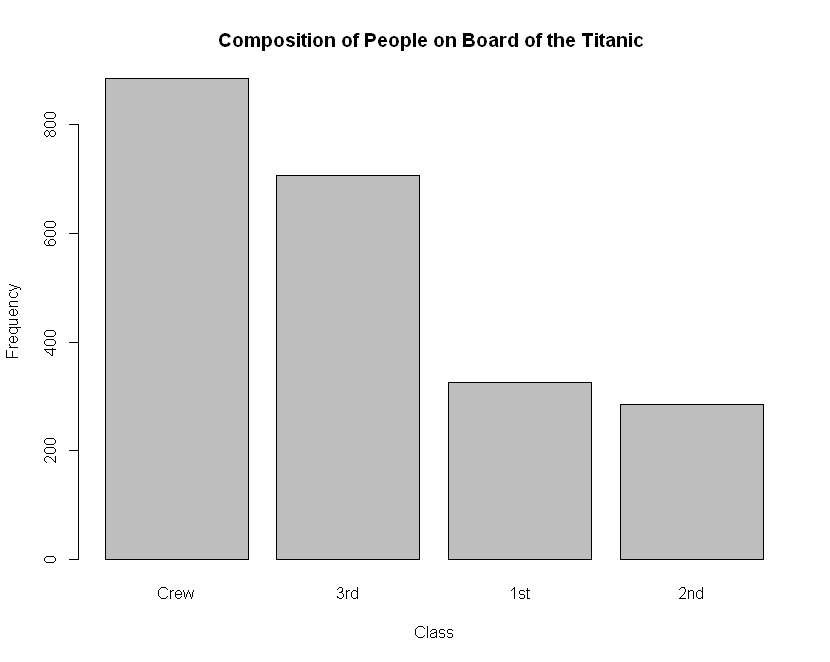 Composition of People on Board of the Titanic
Frequency
800
600
400
200
0
Crew 3rd 1st 2nd
Class